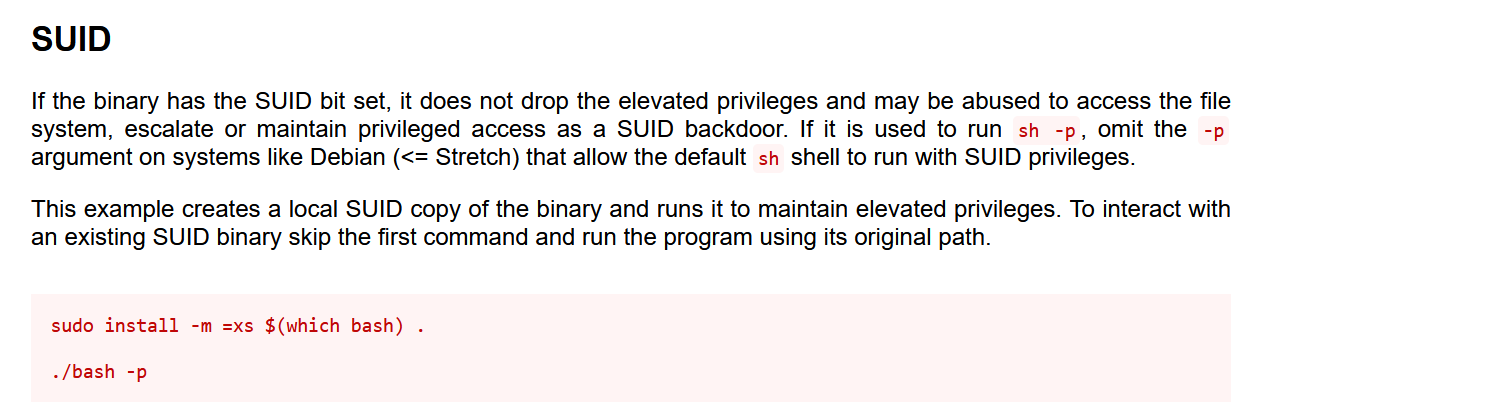 SUID
If the binary has the SUID bit set, it does not drop the elevated privileges and may be abused to access the file
system, escalate or maintain privileged access as a SUID backdoor. If it is used to run sh -p, omit the -p
argument on systems like Debian (<= Stretch) that allow the default sh shell to run with SUID privileges.
This example creates a local SUID copy of the binary and runs it to maintain elevated privileges. To interact with
an existing SUID binary skip the first command and run the program using its original path.
sudo install -m =xs $(which bash) .
./bash -p